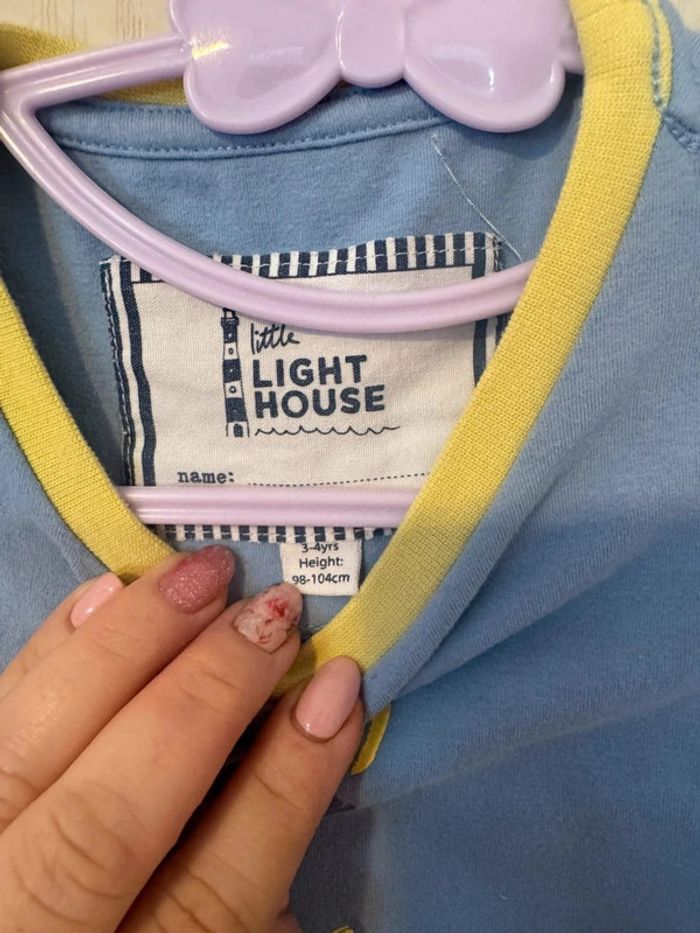 little
LIGHT
HOUSE
name:
3-4yrs
Height:
98-104cm